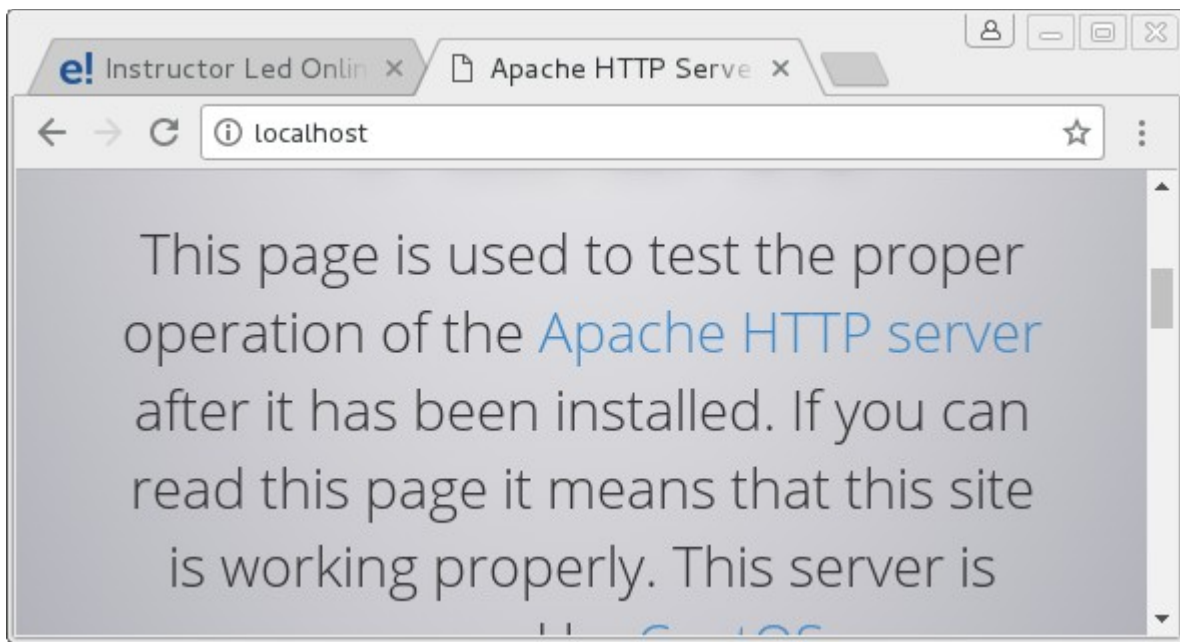 e! Instructor Led Onlin
Apache HTTP Serve
localhost
This page is used to test the proper
operation of the Apache HTTP server
after it has been installed. If you can
read this page it means that this site
is working properly. This server is